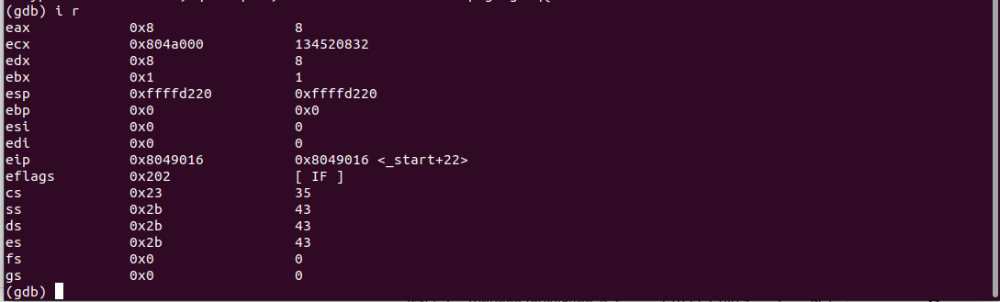 (gdb) i r
eax 0x8 8
ecx 0x804a000 134520832
edx 0x8 8
ebx 0x1 1
esp 0xffffd220 0xffffd220
ebp 0x0 0x0
esi 0x0 0
edi 0x0 0
eip 0x8049016 0x8049016 <_start+22>
eflags 0x202 [ IF ]
cs 0x23 35
ss 0x2b 43
ds 0x2b 43
es 0x2b 43
fs 0x0 0
gs 0x0 0
(gdb)